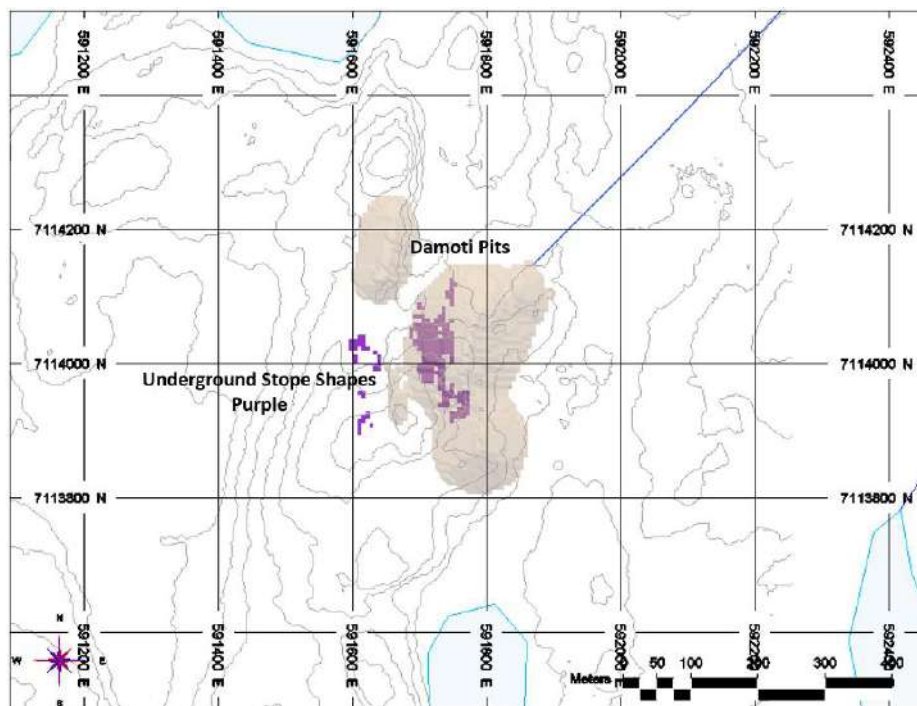 591200 E
591400 E
591600 E
591800 E
592000 E
592200 E
592400 E
7114200 N
7114200 N
Damoti Pits
7114000 N
7114000 N
Underground Stope Shapes
Purple
7113800 N
7113800 N
N
W
E
S
591200 E
591400 E
591600 E
591800 E
592000 E
592200 E
592400 E
0 50 100 200 300 400
Meters